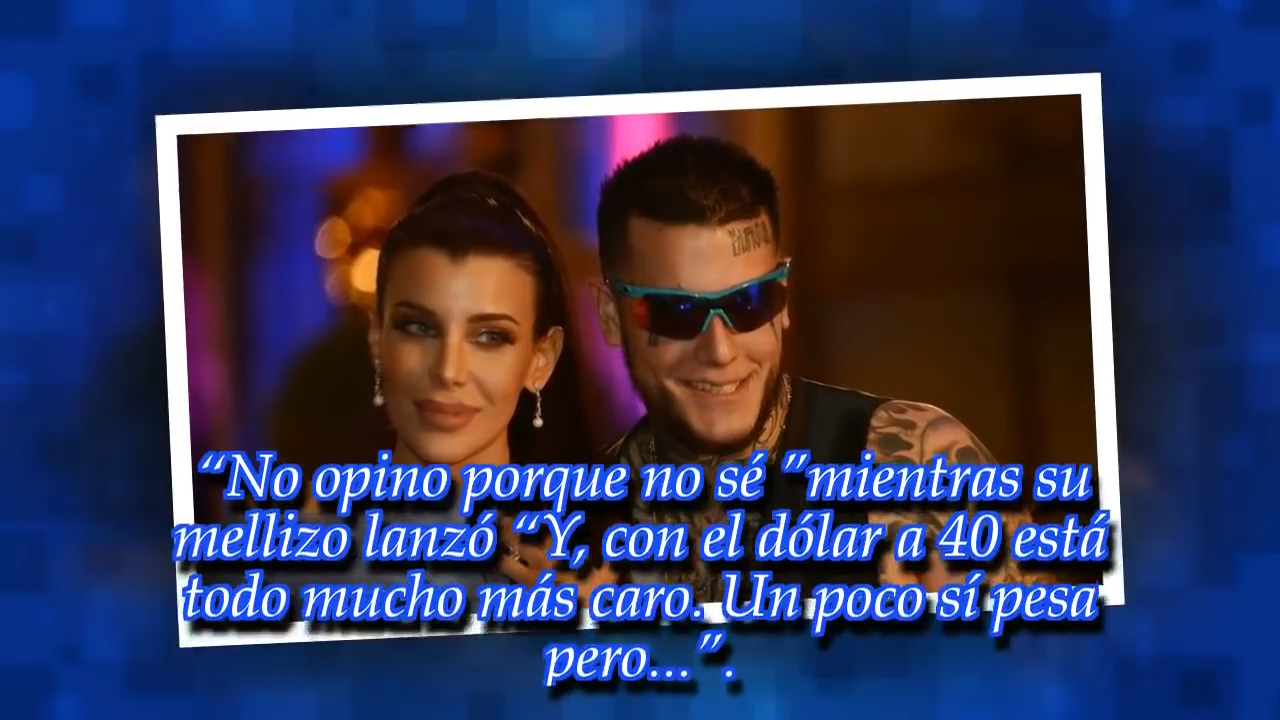 “No opino porque no sé ”mientras su
mellizo lanzó “Y, con el dólar a 40 está
todo mucho más caro. Un poco sí pesa
pero...”.